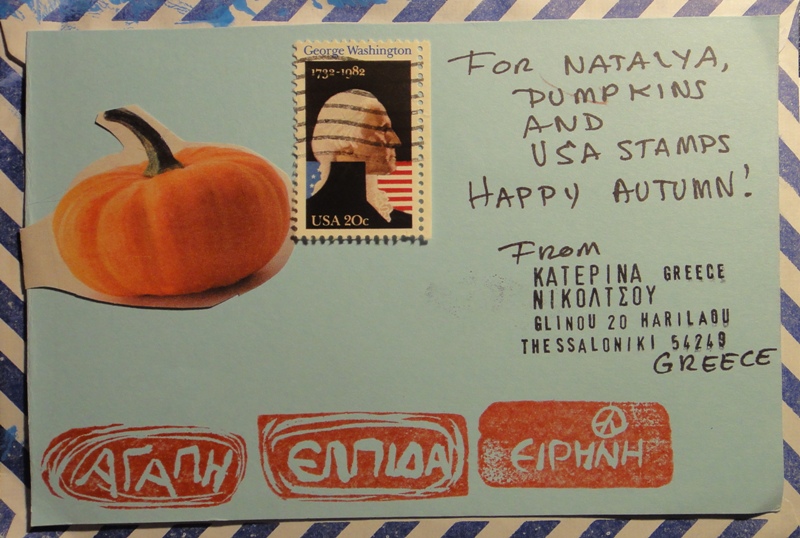 George Washington
1732-1982
USA 20c
FOR NATALYA,
PUMPKINS
AND
USA STAMPS
HAPPY AUTUMN!
FROM
ΚΑΤΕΡΙΝΑ GREECE
ΝΙΚΟΛΤΣΟΥ
GLINOU 20 HARILAOU
THESSALONIKI 54249
GREECE
ΑΓΑΠΗ
ΕΛΠΙΔΑ
ΕΙΡΗΝΗ